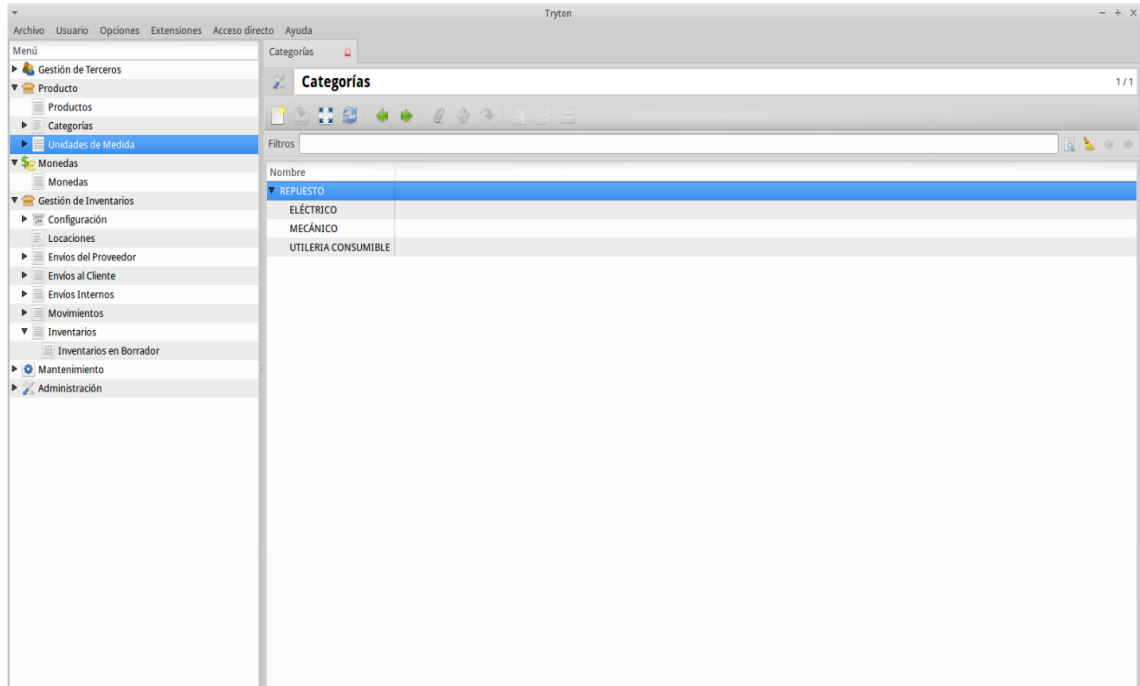 Tryton
Archivo Usuario Opciones Extensiones Acceso directo Ayuda
Menú
Gestión de Terceros
Producto
Productos
Categorías
Unidades de Medida
Monedas
Monedas
Gestión de Inventarios
Configuración
Locaciones
Envíos del Proveedor
Envíos al Cliente
Envíos Internos
Movimientos
Inventarios
Inventarios en Borrador
Mantenimiento
Administración
Categorías
Categorías 1 / 1
Filtros
Nombre
REPUESTO
ELÉCTRICO
MECÁNICO
UTILERIA CONSUMIBLE